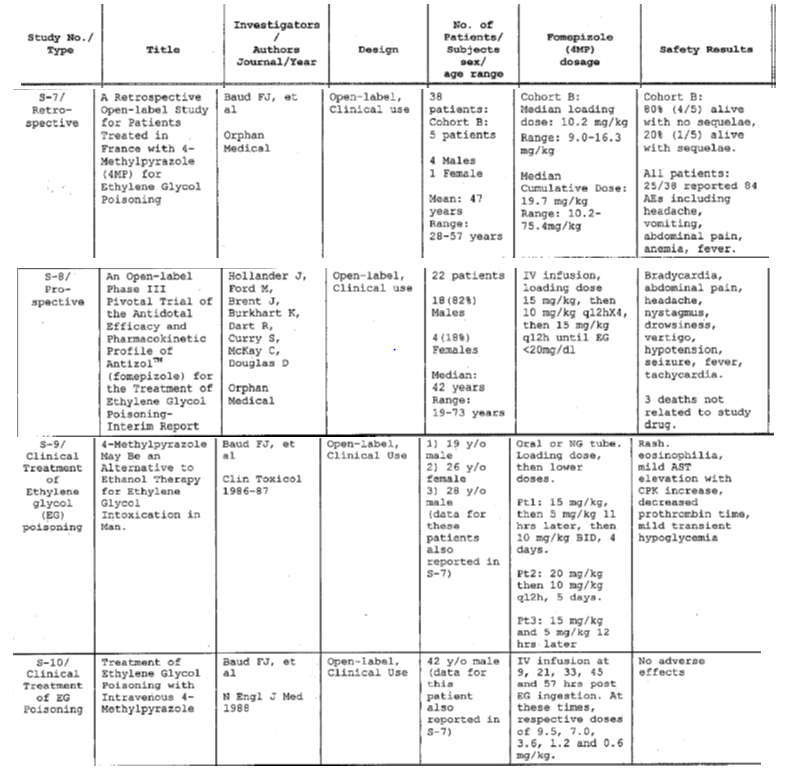 Study No./
Type
Title
Investigators
/
Authors
Journal/Year
Design
No. of
Patients/
Subjects
sex/
age range
Fomepizole
(4MP)
dosage
Safety Results
S-7/
Retro-
spective
A Retrospective
Open-label Study
for Patients
Treated in
France with 4-
Methylpyrazole
(4MP) for
Ethylene Glycol
Poisoning
Baud FJ, et
al
Orphan
Medical
Open-label,
Clinical use
38
patients:
Cohort B:
5 patients
4 Males
1 Female
Mean: 47
years
Range:
28-57 years
Cohort B:
Median loading
dose: 10.2 mg/kg
Range: 9.0-16.3
mg/kg
Median
Cumulative Dose:
19.7 mg/kg
Range: 10.2-
75.4mg/kg
Cohort B:
80% (4/5) alive
with no sequelae,
20% (1/5) alive
with sequelae.
All patients:
25/38 reported 84
AEs including
headache,
vomiting,
abdominal pain,
anemia, fever.
S-8/
Pro-
spective
An Open-label
Phase III
Pivotal Trial of
the Antidotal
Efficacy and
Pharmacokinetic
Profile of
Antizol™
(fomepizole) for
the Treatment of
Ethylene Glycol
Poisoning-
Interim Report
Hollander J,
Ford M,
Brent J,
Burkhart K,
Dart R,
Curry S,
McKay C,
Douglas D
Orphan
Medical
Open-label,
Clinical use
22 patients
18(82%)
Males
4(18%)
Females
Median:
42 years
Range:
19-73 years
IV infusion,
loading dose
15 mg/kg, then
10 mg/kg q12hX4,
then 15 mg/kg
q12h until EG
<20mg/dl
Bradycardia,
abdominal pain,
headache,
nystagmus,
drowsiness,
vertigo,
hypotension,
seizure, fever,
tachycardia.
3 deaths not
related to study
drug.
S-9/
Clinical
Treatment
of
Ethylene
glycol
(EG)
poisoning
4-Methylpyrazole
May Be an
Alternative to
Ethanol Therapy
for Ethylene
Glycol
Intoxication in
Man.
Baud FJ, et
al
Clin Toxicol
1986-87
Open-label,
Clinical Use
1) 19 y/o
male
2) 26 y/o
female
3) 28 y/o
male
(data for
these
patients
also
reported in
S-7)
Oral or NG tube.
Loading dose,
then lower
doses.
Pt1: 15 mg/kg,
then 5 mg/kg 11
hrs later, then
10 mg/kg BID, 4
days.
Pt2: 20 mg/kg
then 10 mg/kg
q12h, 5 days.
Pt3: 15 mg/kg
and 5 mg/kg 12
hrs later
Rash.
eosinophilia,
mild AST
elevation with
CPK increase,
decreased
prothrombin time,
mild transient
hypoglycemia
S-10/
Clinical
Treatment
of EG
Poisoning
Treatment of
Ethylene Glycol
Poisoning with
Intravenous 4-
Methylpyrazole
Baud FJ, et
al
N Engl J Med
1988
Open-label,
Clinical Use
42 y/o male
(data for
this
patient
also
reported in
S-7)
IV infusion at
9, 21, 33, 45
and 57 hrs post
EG ingestion. At
these times,
respective doses
of 9.5, 7.0,
3.6, 1.2 and 0.6
mg/kg.
No adverse
effects